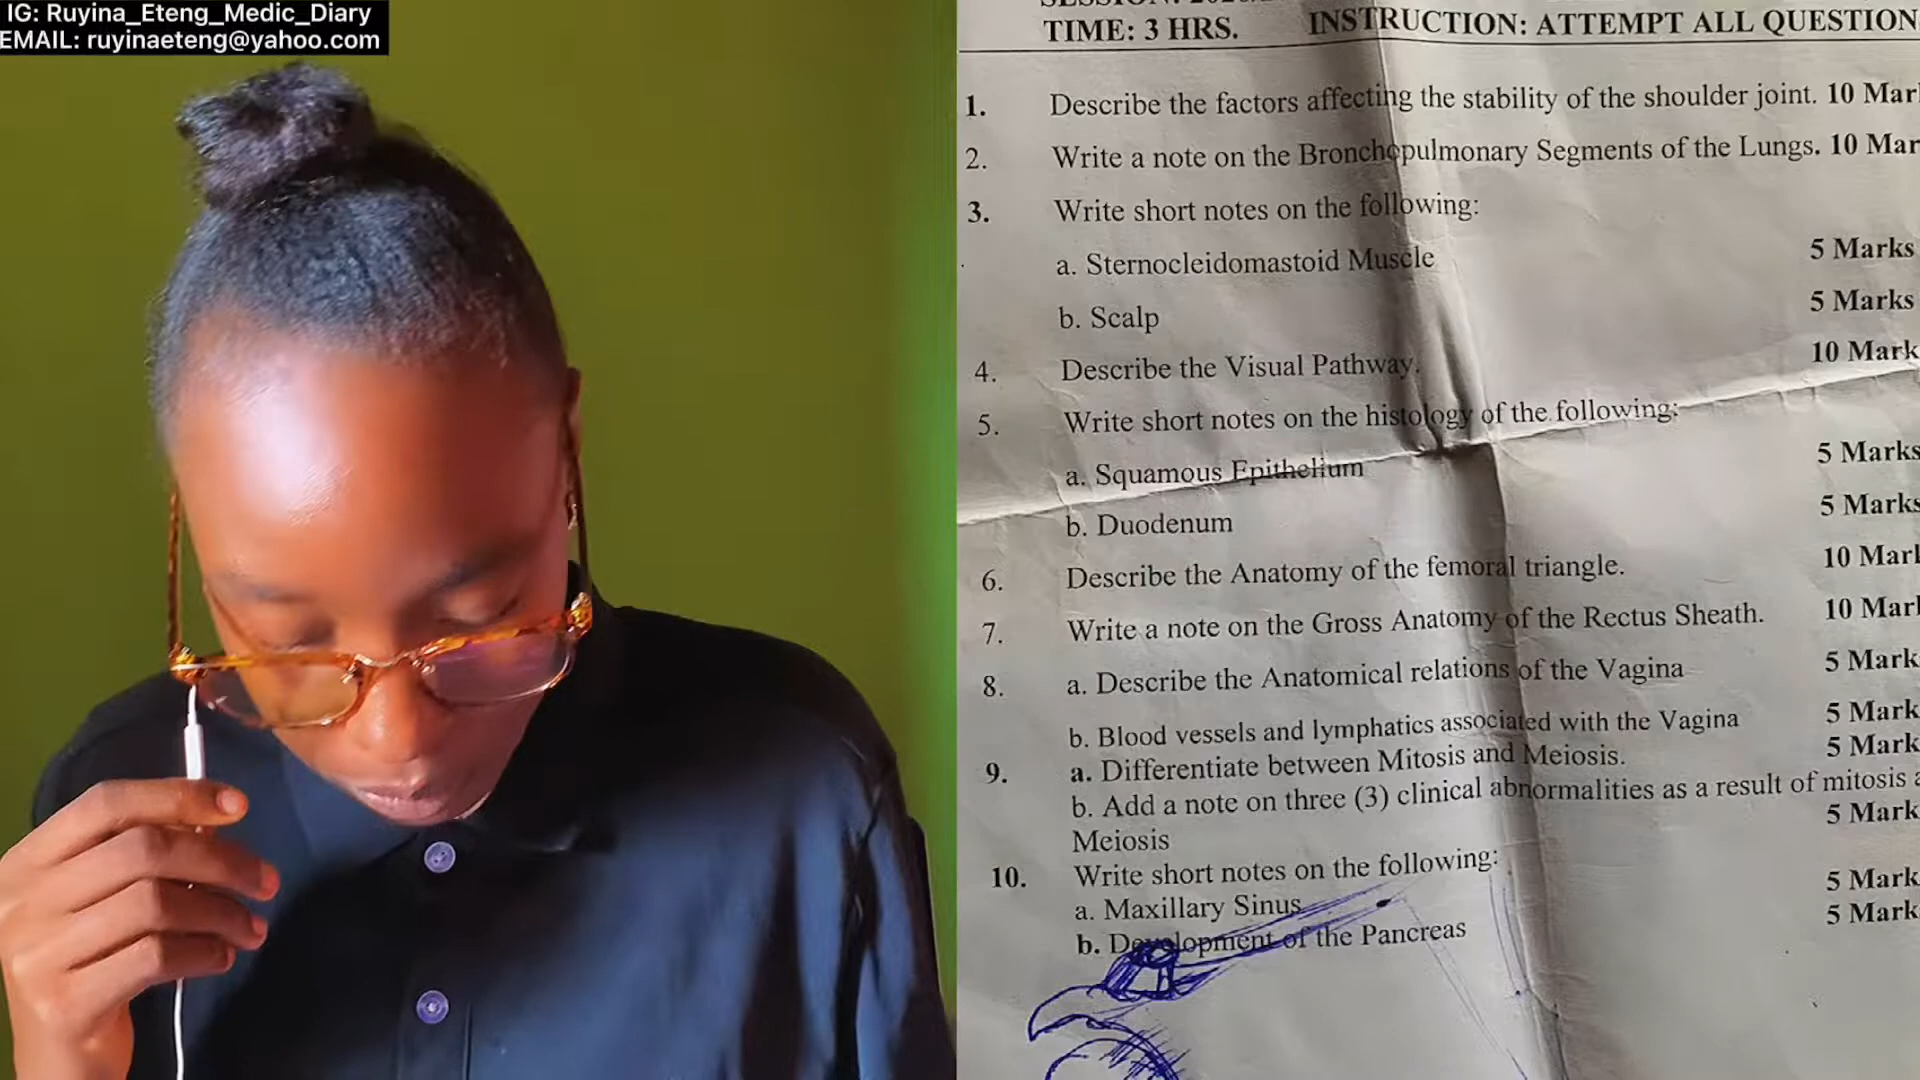 IG: Ruyina_Eteng_Medic_Diary
EMAIL: ruyinaeteng@yahoo.com
TIME: 3 HRS. INSTRUCTION: ATTEMPT ALL QUESTION
1. Describe the factors affecting the stability of the shoulder joint. 10 Mar
2. Write a note on the Bronchopulmonary Segments of the Lungs. 10 Mar
3. Write short notes on the following:
a. Sternocleidomastoid Muscle 5 Marks
b. Scalp 5 Marks
4. Describe the Visual Pathway. 10 Mark
5. Write short notes on the histology of the following:
a. Squamous Epithelium 5 Marks
b. Duodenum 5 Marks
6. Describe the Anatomy of the femoral triangle. 10 Mar
7. Write a note on the Gross Anatomy of the Rectus Sheath. 10 Mar
8. a. Describe the Anatomical relations of the Vagina 5 Mark
b. Blood vessels and lymphatics associated with the Vagina 5 Mark
9. a. Differentiate between Mitosis and Meiosis. 5 Mark
b. Add a note on three (3) clinical abnormalities as a result of mitosis a
Meiosis 5 Mark
10. Write short notes on the following:
a. Maxillary Sinus 5 Mark
b. Development of the Pancreas 5 Mark